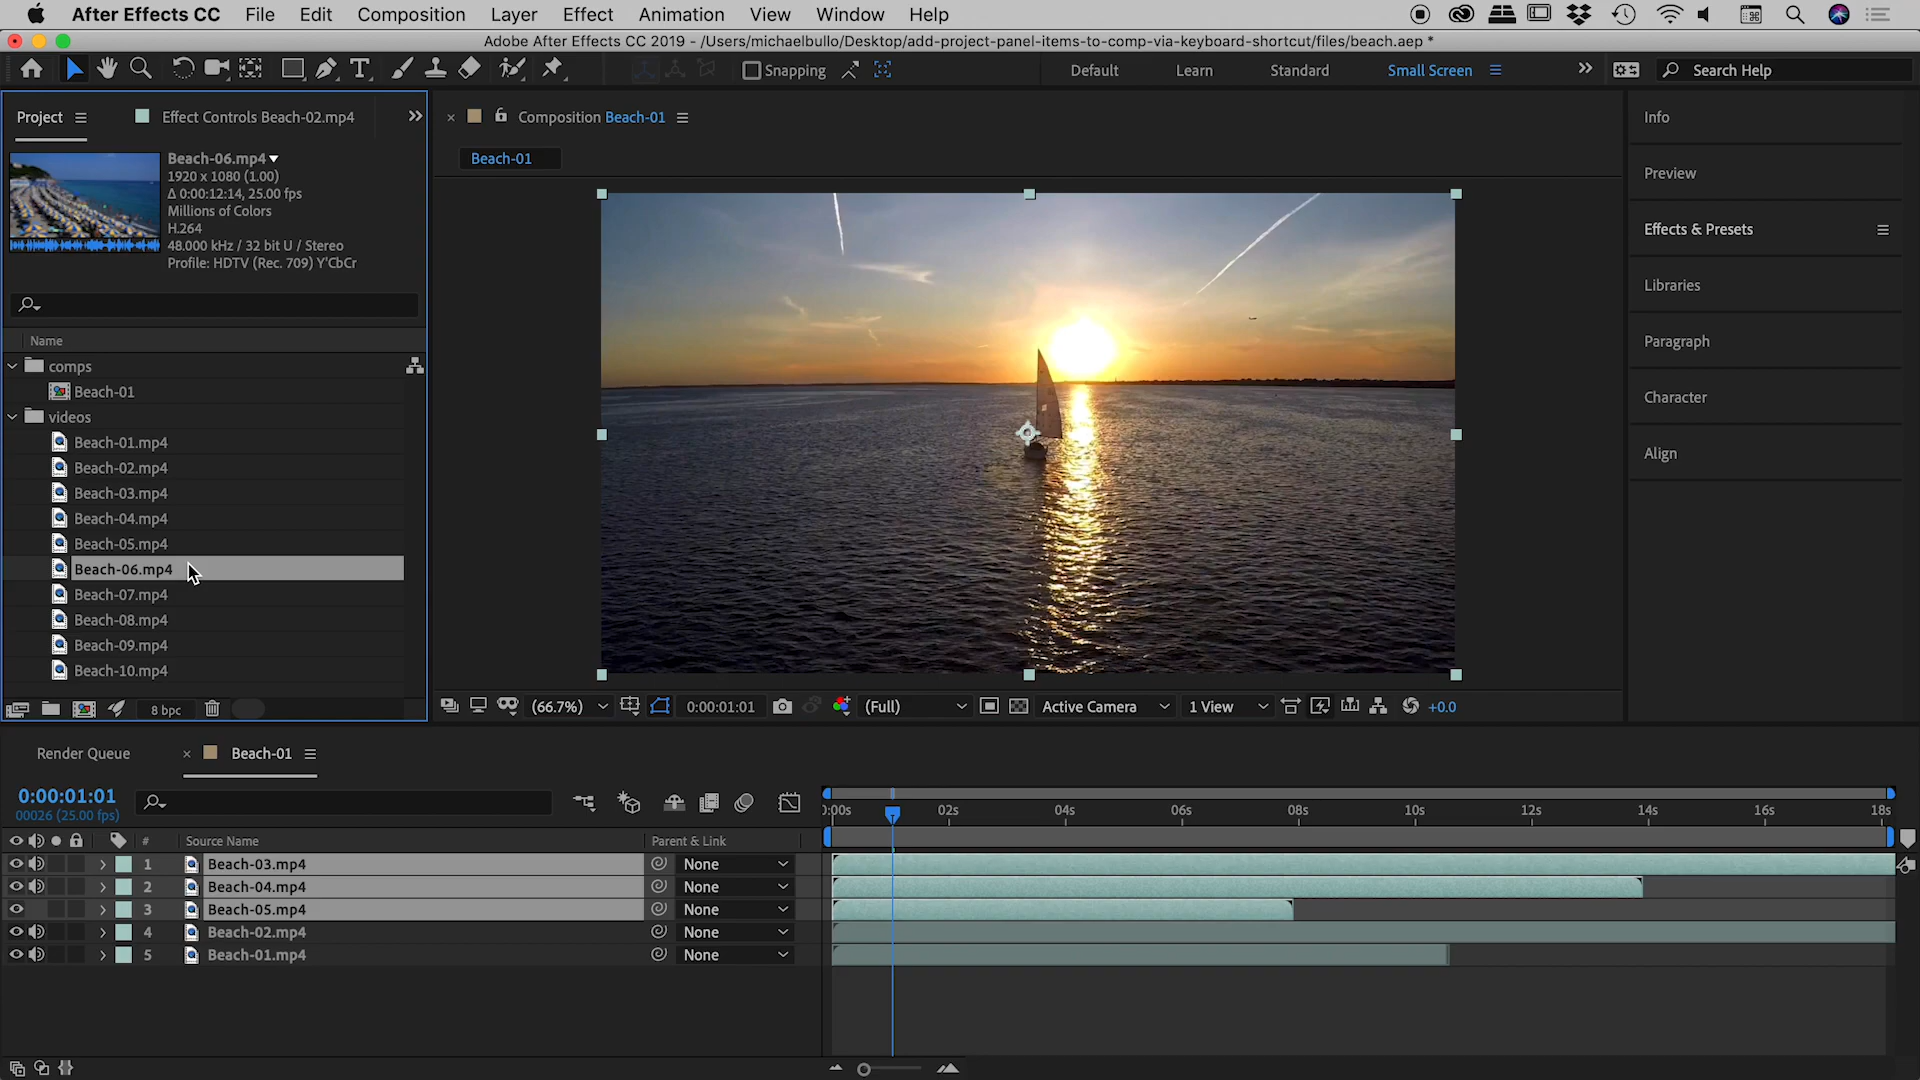 After Effects CC File Edit Composition Layer Effect Animation View Window Help
Adobe After Effects CC 2019 - /Users/michaelbullo/Desktop/add-project-panel-items-to-comp-via-keyboard-shortcut/files/beach.aep *
Snapping Default Learn Standard Small Screen Search Help
Project Effect Controls Beach-02.mp4
Beach-06.mp4
1920 x 1080 (1.00)
Δ 0:00:12:14, 25.00 fps
Millions of Colors
H.264
48.000 kHz / 32 bit U / Stereo
Profile: HDTV (Rec. 709) Y'CbCr
Name
comps
Beach-01
videos
Beach-01.mp4
Beach-02.mp4
Beach-03.mp4
Beach-04.mp4
Beach-05.mp4
Beach-06.mp4
Beach-07.mp4
Beach-08.mp4
Beach-09.mp4
Beach-10.mp4
8 bpc
Composition Beach-01
Beach-01
(66.7%) 0:00:01:01 (Full) Active Camera 1 View +0.0
Info
Preview
Effects & Presets
Libraries
Paragraph
Character
Align
Render Queue Beach-01
0:00:01:01
00026 (25.00 fps)
):00s 02s 04s 06s 08s 10s 12s 14s 16s 18s
# Source Name Parent & Link
1 Beach-03.mp4 None
2 Beach-04.mp4 None
3 Beach-05.mp4 None
4 Beach-02.mp4 None
5 Beach-01.mp4 None